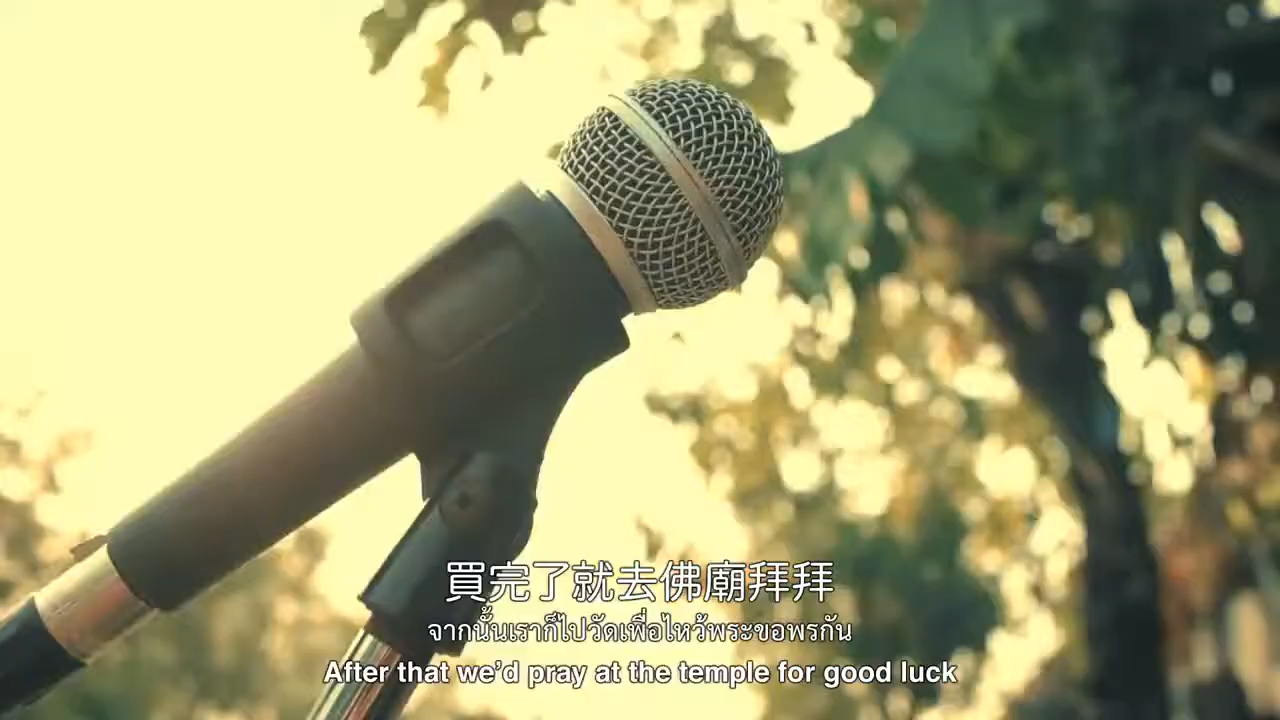 買完了就去佛廟拜拜
จากนั้นเราก็ไปวัดเพื่อไหว้พระขอพรกัน
After that we'd pray at the temple for good luck